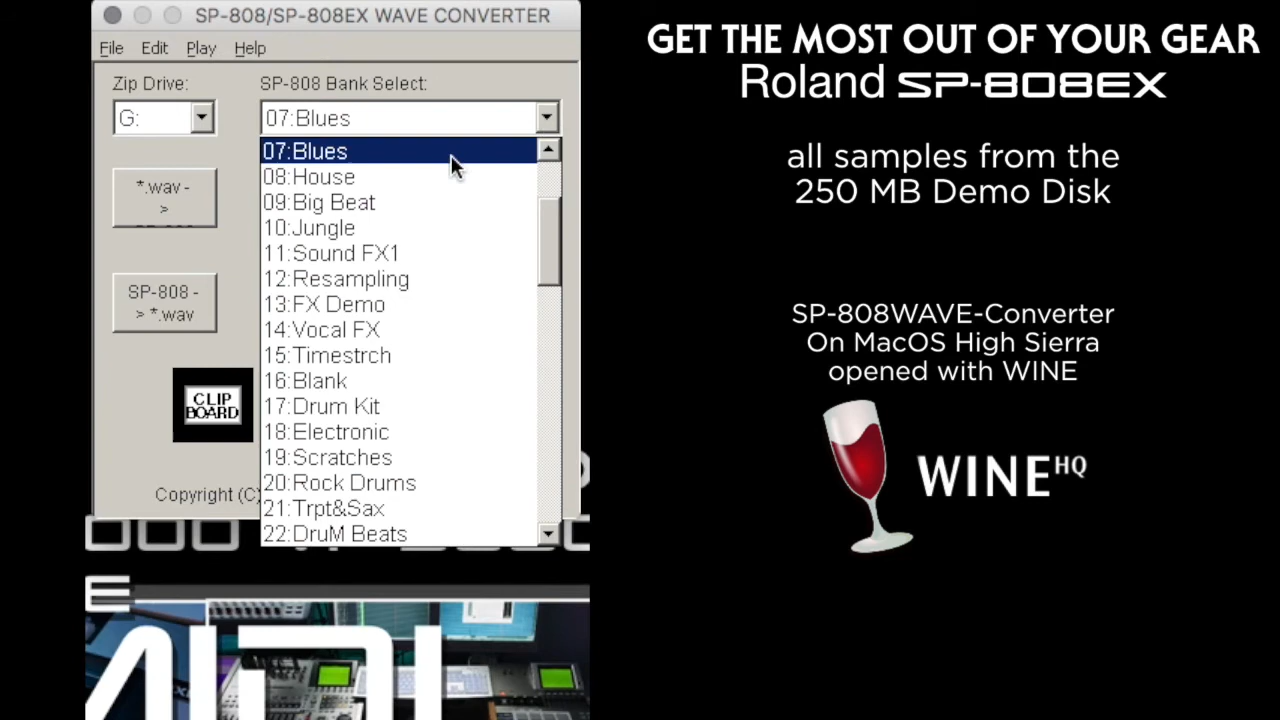 SP-808/SP-808EX WAVE CONVERTER
File Edit Play Help
Zip Drive:
SP-808 Bank Select:
G:
07:Blues
07:Blues
08:House
09:Big Beat
10:Jungle
11:Sound FX1
12:Resampling
13:FX Demo
14:Vocal FX
15:Timestrch
16:Blank
17:Drum Kit
18:Electronic
19:Scratches
20:Rock Drums
21:Trpt&Sax
22:DruM Beats
*.wav -
>
SP-808 -
> *.wav
CLIP
BOARD
Copyright (C)
MIDI
GET THE MOST OUT OF YOUR GEAR
Roland SP-808EX
all samples from the
250 MB Demo Disk
SP-808WAVE-Converter
On MacOS High Sierra
opened with WINE
WINEHQ